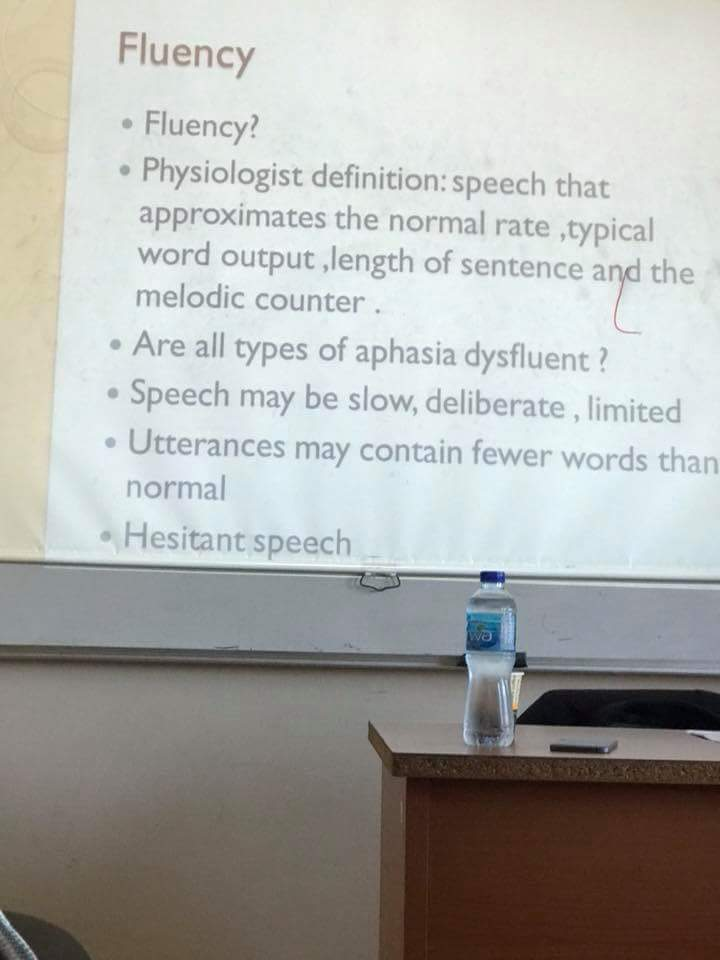 Fluency
• Fluency?
• Physiologist definition: speech that
approximates the normal rate ,typical
word output ,length of sentence and the
melodic counter .
• Are all types of aphasia dysfluent ?
• Speech may be slow, deliberate , limited
• Utterances may contain fewer words than
normal
• Hesitant speech